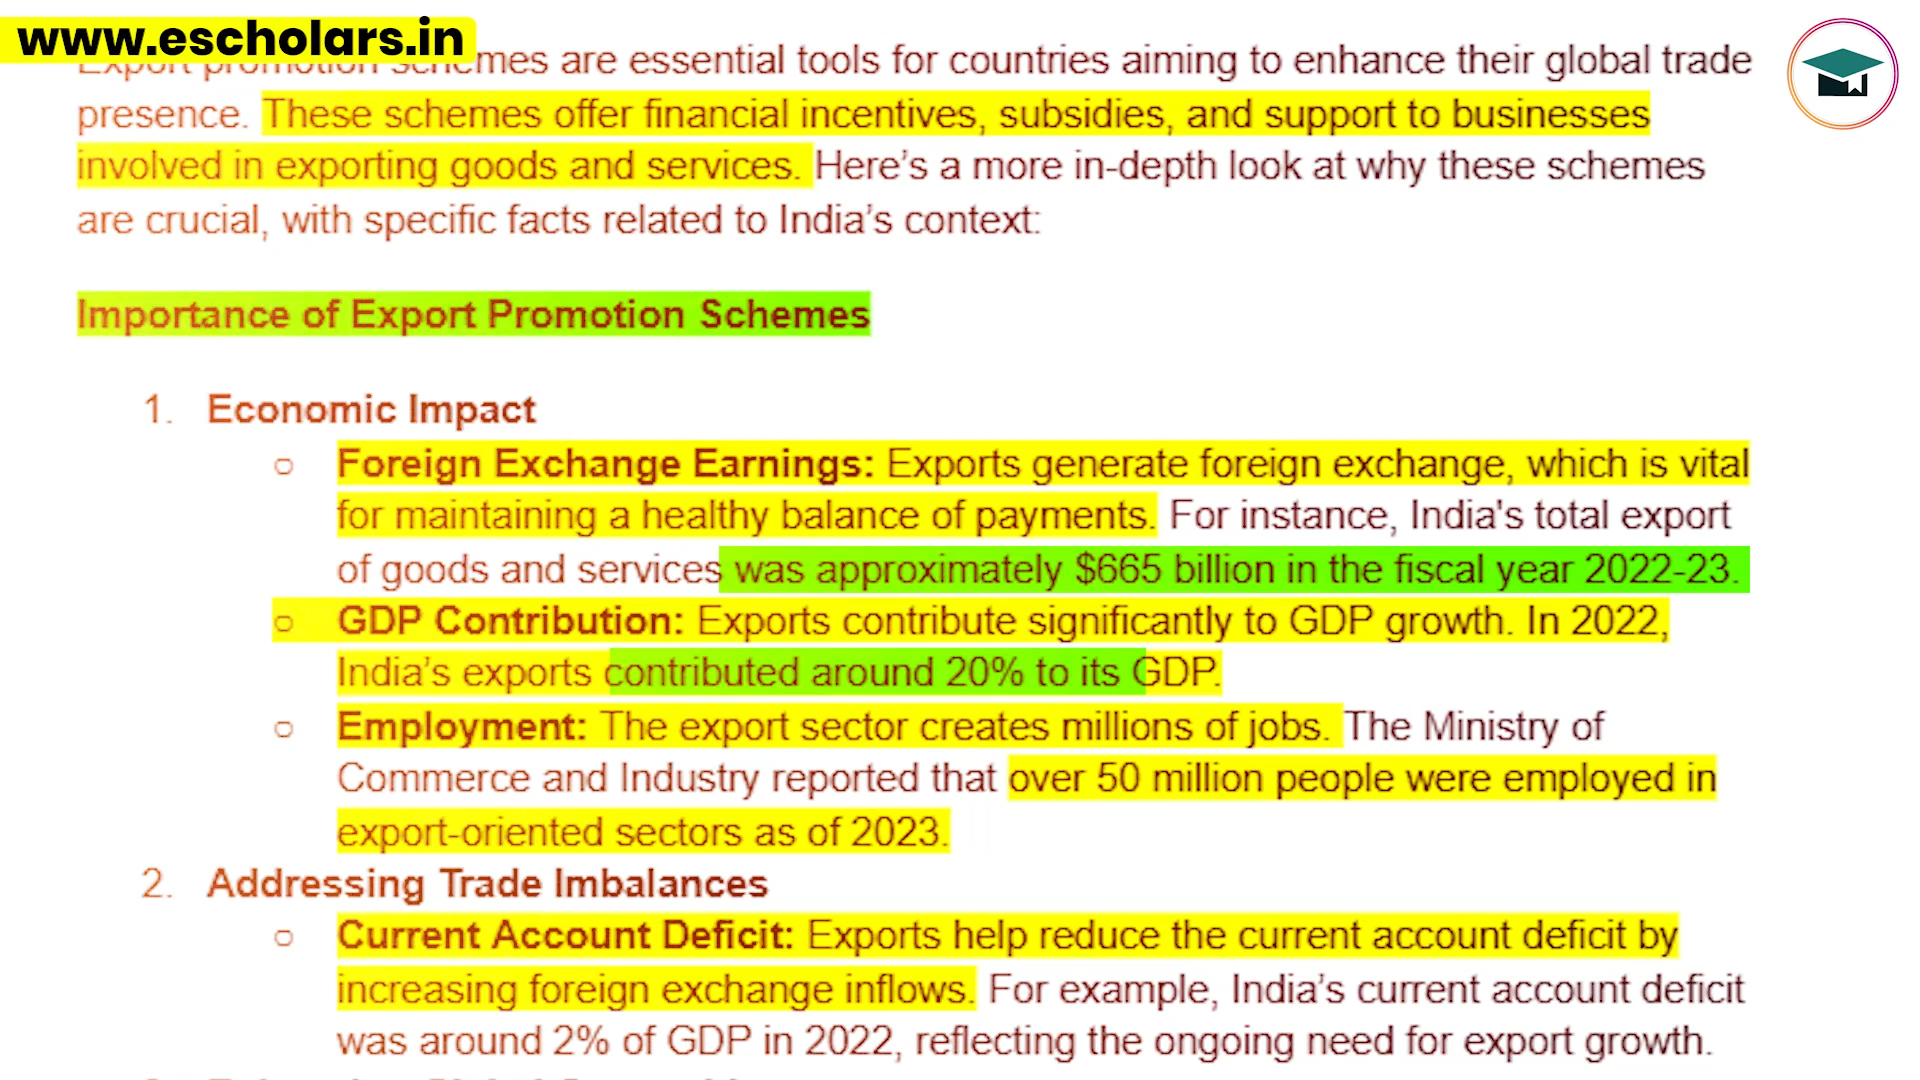 www.escholars.in
Export promotion schemes are essential tools for countries aiming to enhance their global trade
presence. These schemes offer financial incentives, subsidies, and support to businesses
involved in exporting goods and services. Here’s a more in-depth look at why these schemes
are crucial, with specific facts related to India’s context:
Importance of Export Promotion Schemes
1. Economic Impact
○ Foreign Exchange Earnings: Exports generate foreign exchange, which is vital
for maintaining a healthy balance of payments. For instance, India's total export
of goods and services was approximately $665 billion in the fiscal year 2022-23.
○ GDP Contribution: Exports contribute significantly to GDP growth. In 2022,
India’s exports contributed around 20% to its GDP.
○ Employment: The export sector creates millions of jobs. The Ministry of
Commerce and Industry reported that over 50 million people were employed in
export-oriented sectors as of 2023.
2. Addressing Trade Imbalances
○ Current Account Deficit: Exports help reduce the current account deficit by
increasing foreign exchange inflows. For example, India’s current account deficit
was around 2% of GDP in 2022, reflecting the ongoing need for export growth.